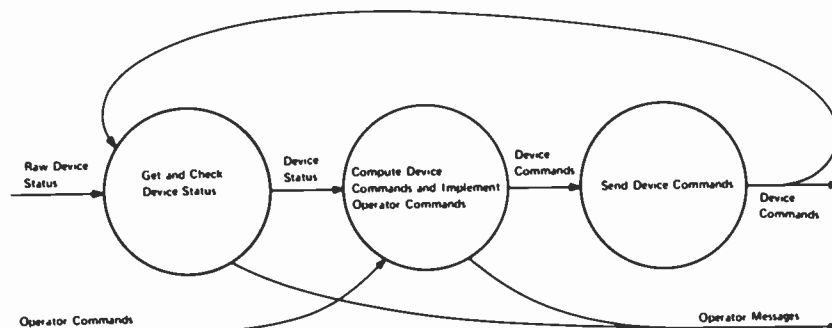 Raw Device
Status
Get and Check
Device Status
Device
Status
Compute Device
Commands and Implement
Operator Commands
Device
Commands
Send Device Commands
Device
Commands
Operator Commands
Operator Messages